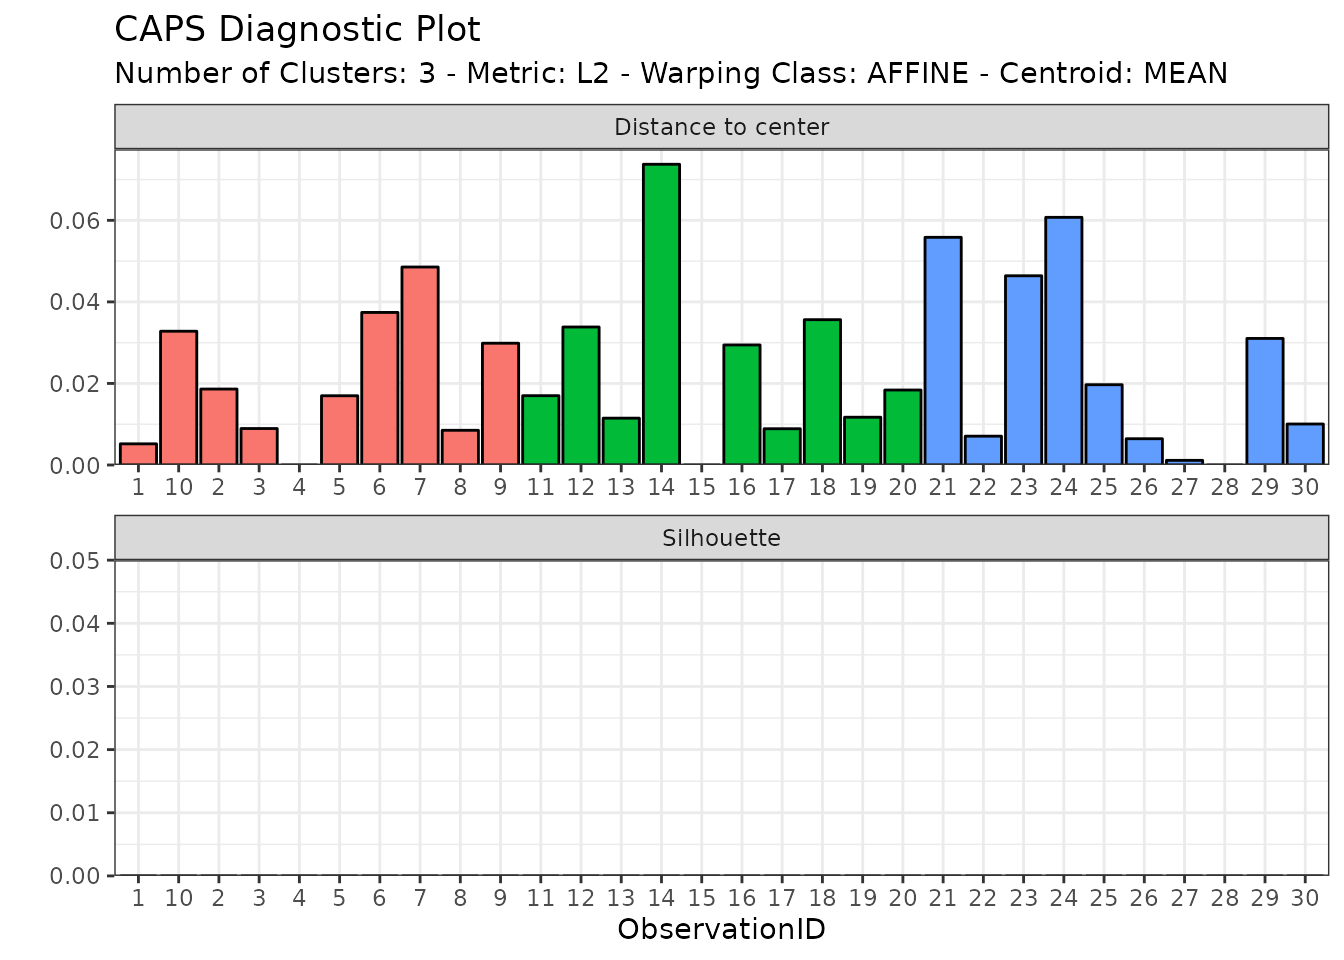 CAPS Diagnostic Plot
Number of Clusters: 3 - Metric: L2 - Warping Class: AFFINE - Centroid: MEAN
Distance to center
0.06
0.04
0.02
0.00
1 10 2 3 4 5 6 7 8 9 11 12 13 14 15 16 17 18 19 20 21 22 23 24 25 26 27 28 29 30
Silhouette
0.05
0.04
0.03
0.02
0.01
0.00
1 10 2 3 4 5 6 7 8 9 11 12 13 14 15 16 17 18 19 20 21 22 23 24 25 26 27 28 29 30
ObservationID